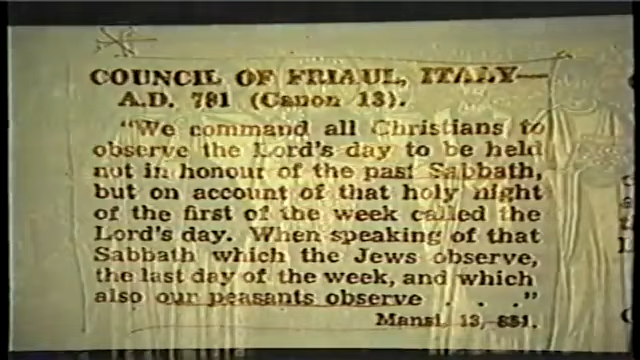 COUNCIL OF FRIAUL, ITALY—
A.D. 791 (Canon 13).
"We command all Christians to
observe the Lord's day to be held
not in honour of the past Sabbath,
but on account of that holy night
of the first of the week called the
Lord's day. When speaking of that
Sabbath which the Jews observe,
the last day of the week, and which
also our peasants observe . . ."
Mansi, 13, 851.